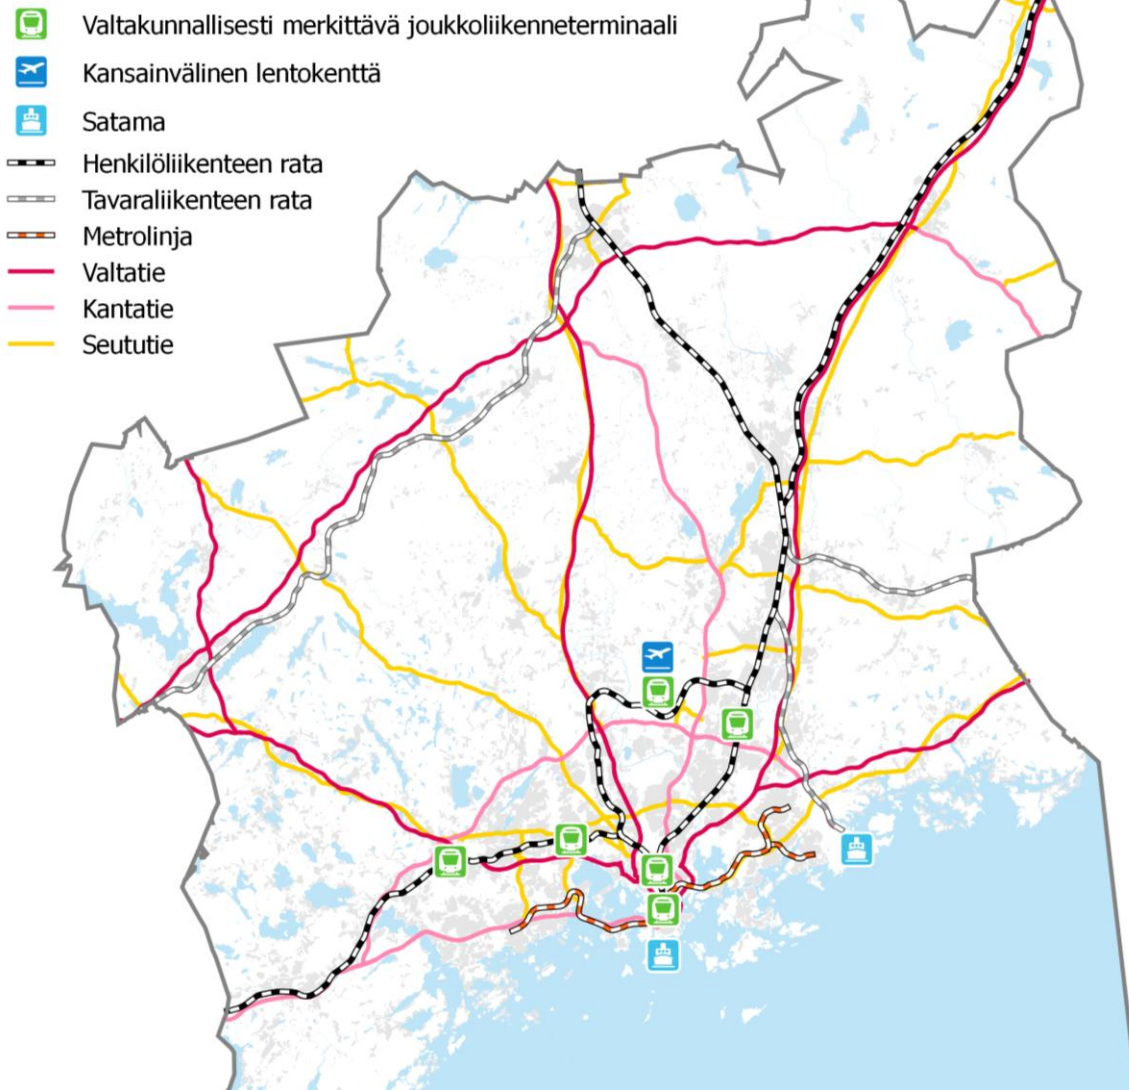 Valtakunnallisesti merkittävä joukkoliikenneterminaali
Kansainvälinen lentokenttä
Satama
Henkilöliikenteen rata
Tavaraliikenteen rata
Metrolinja
Valtatie
Kantatie
Seututie